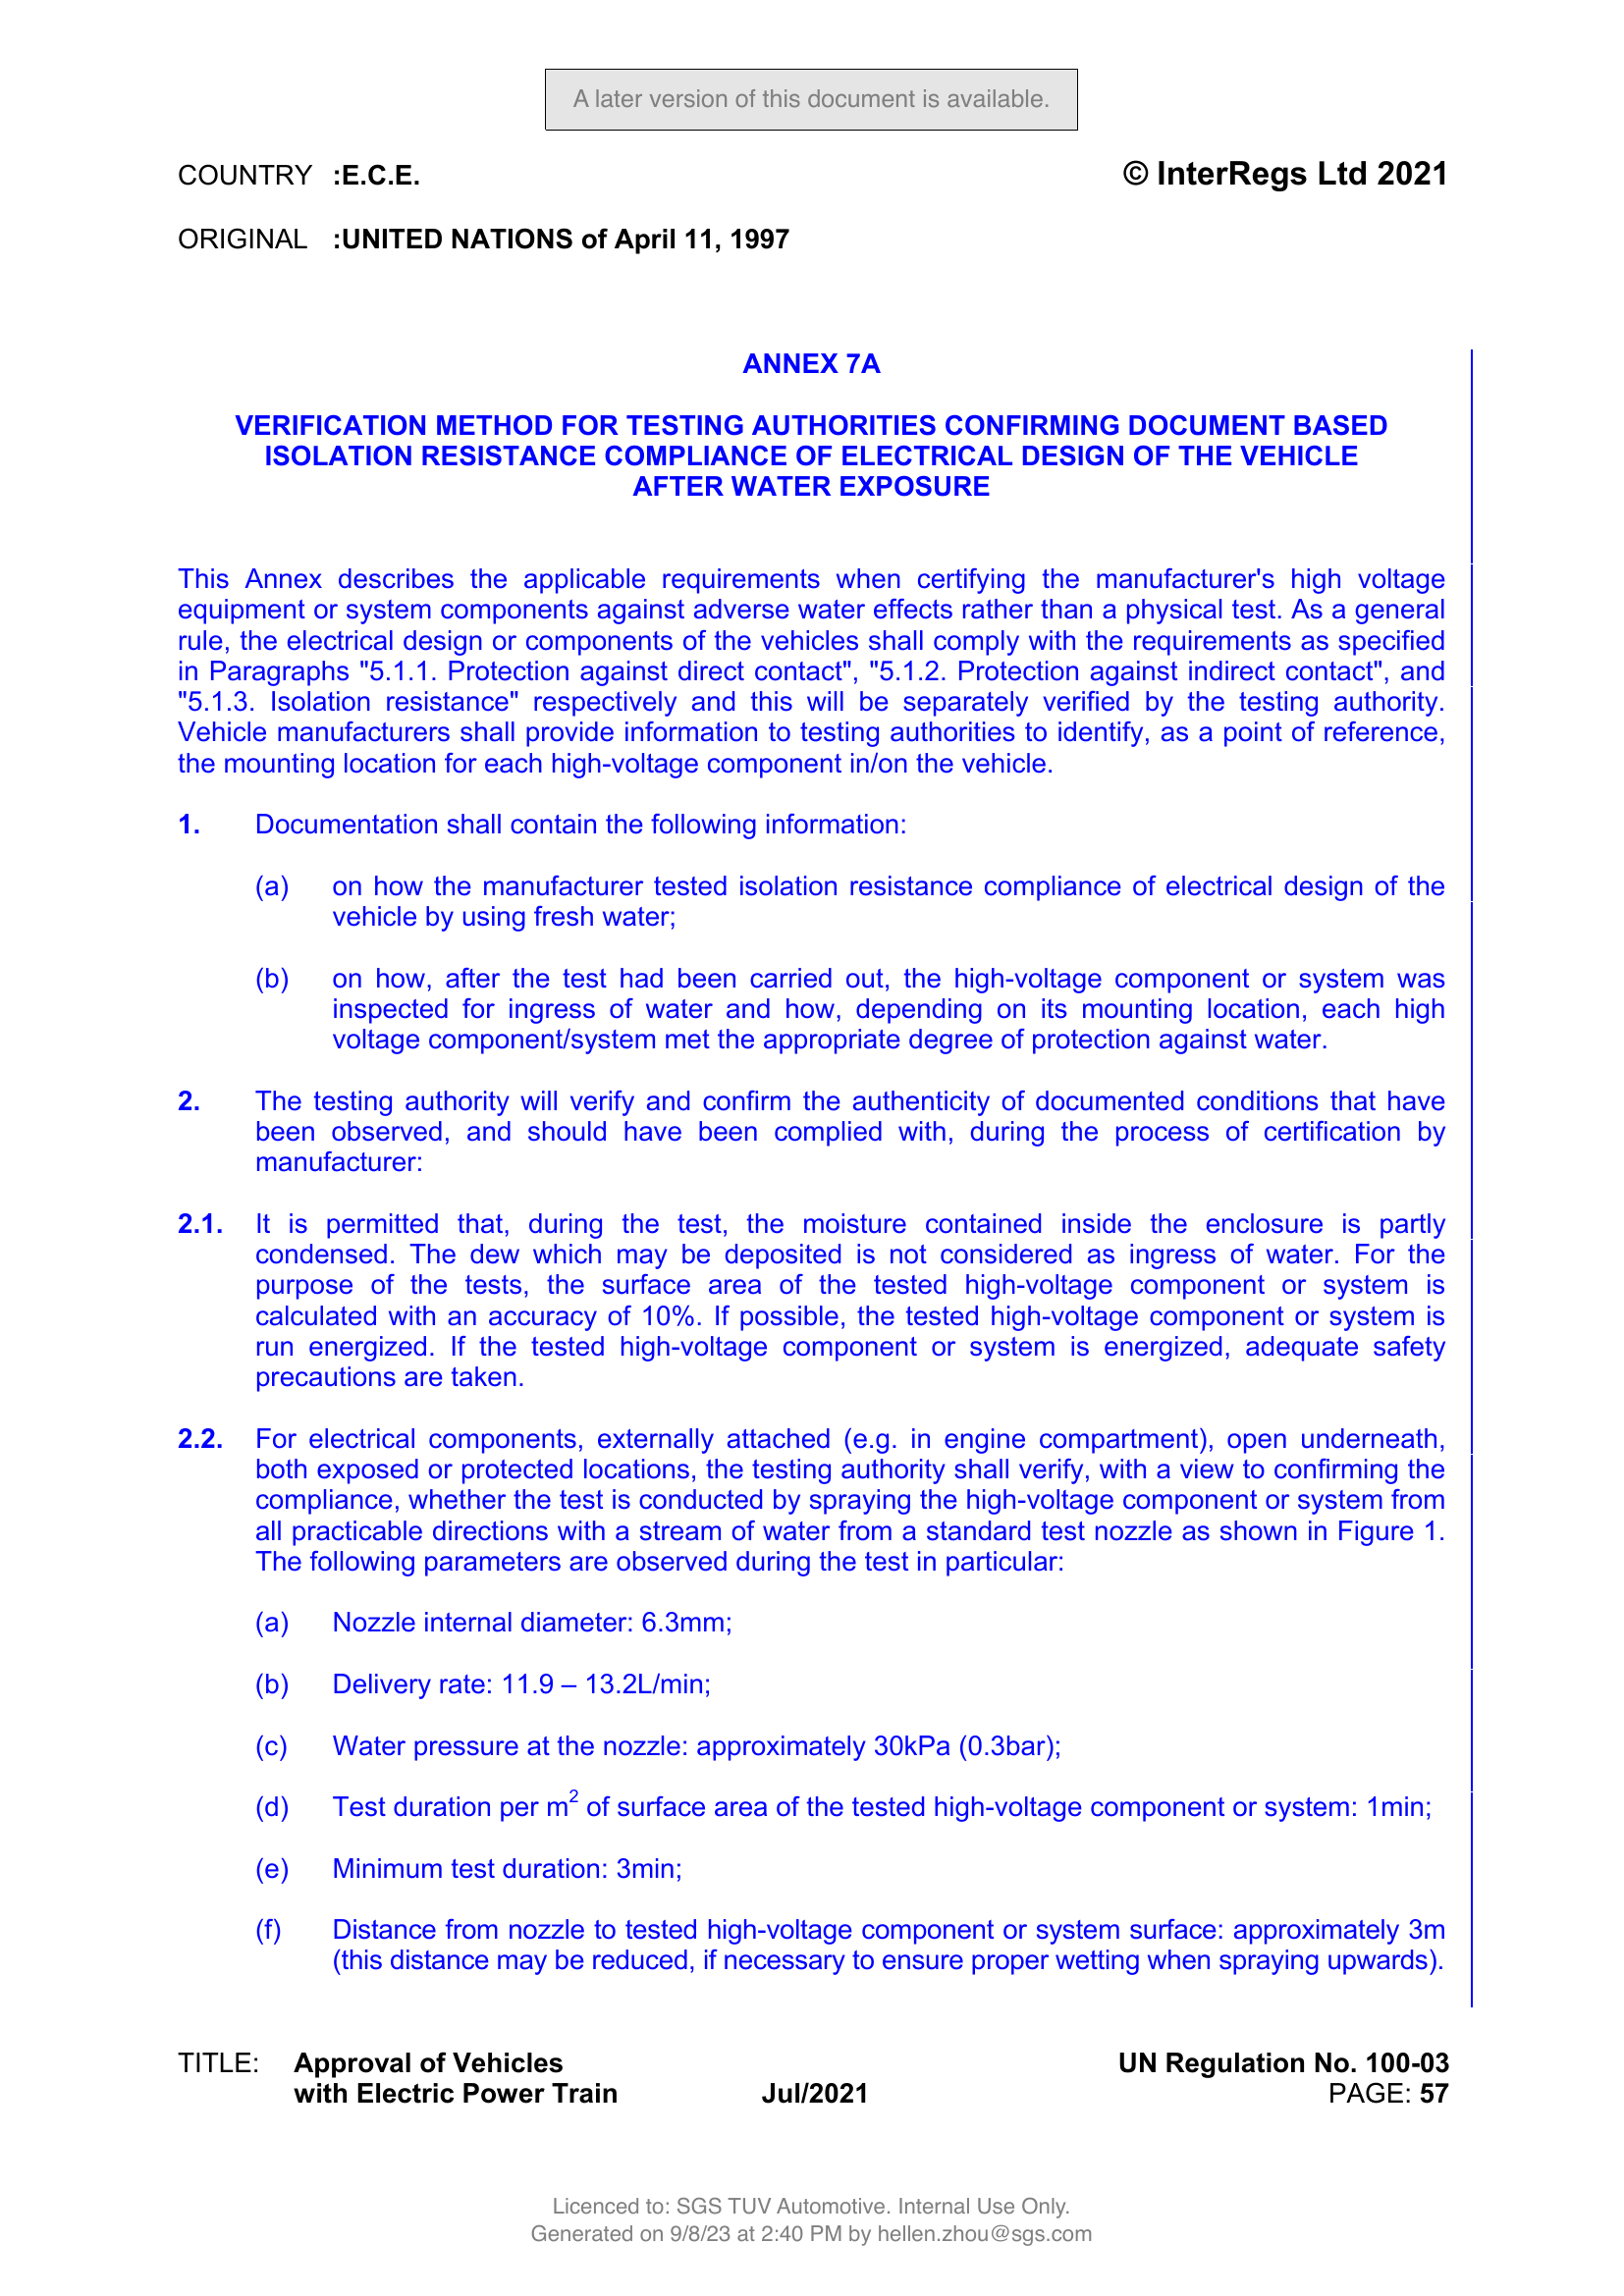 A later version of this document is available.
COUNTRY :E.C.E.
© InterRegs Ltd 2021
ORIGINAL :UNITED NATIONS of April 11, 1997
ANNEX 7A
VERIFICATION METHOD FOR TESTING AUTHORITIES CONFIRMING DOCUMENT BASED
ISOLATION RESISTANCE COMPLIANCE OF ELECTRICAL DESIGN OF THE VEHICLE
AFTER WATER EXPOSURE
This Annex describes the applicable requirements when certifying the manufacturer's high voltage
equipment or system components against adverse water effects rather than a physical test. As a general
rule, the electrical design or components of the vehicles shall comply with the requirements as specified
in Paragraphs "5.1.1. Protection against direct contact", "5.1.2. Protection against indirect contact", and
"5.1.3. Isolation resistance" respectively and this will be separately verified by the testing authority.
Vehicle manufacturers shall provide information to testing authorities to identify, as a point of reference,
the mounting location for each high-voltage component in/on the vehicle.
1. Documentation shall contain the following information:
(a) on how the manufacturer tested isolation resistance compliance of electrical design of the
vehicle by using fresh water;
(b) on how, after the test had been carried out, the high-voltage component or system was
inspected for ingress of water and how, depending on its mounting location, each high
voltage component/system met the appropriate degree of protection against water.
2. The testing authority will verify and confirm the authenticity of documented conditions that have
been observed, and should have been complied with, during the process of certification by
manufacturer:
2.1. It is permitted that, during the test, the moisture contained inside the enclosure is partly
condensed. The dew which may be deposited is not considered as ingress of water. For the
purpose of the tests, the surface area of the tested high-voltage component or system is
calculated with an accuracy of 10%. If possible, the tested high-voltage component or system is
run energized. If the tested high-voltage component or system is energized, adequate safety
precautions are taken.
2.2. For electrical components, externally attached (e.g. in engine compartment), open underneath,
both exposed or protected locations, the testing authority shall verify, with a view to confirming the
compliance, whether the test is conducted by spraying the high-voltage component or system from
all practicable directions with a stream of water from a standard test nozzle as shown in Figure 1.
The following parameters are observed during the test in particular:
(a) Nozzle internal diameter: 6.3mm;
(b) Delivery rate: 11.9 – 13.2L/min;
(c) Water pressure at the nozzle: approximately 30kPa (0.3bar);
(d) Test duration per m² of surface area of the tested high-voltage component or system: 1min;
(e) Minimum test duration: 3min;
(f) Distance from nozzle to tested high-voltage component or system surface: approximately 3m
(this distance may be reduced, if necessary to ensure proper wetting when spraying upwards).
TITLE: Approval of Vehicles
UN Regulation No. 100-03
with Electric Power Train
Jul/2021
PAGE: 57
Licenced to: SGS TUV Automotive. Internal Use Only.
Generated on 9/8/23 at 2:40 PM by hellen.zhou@sgs.com